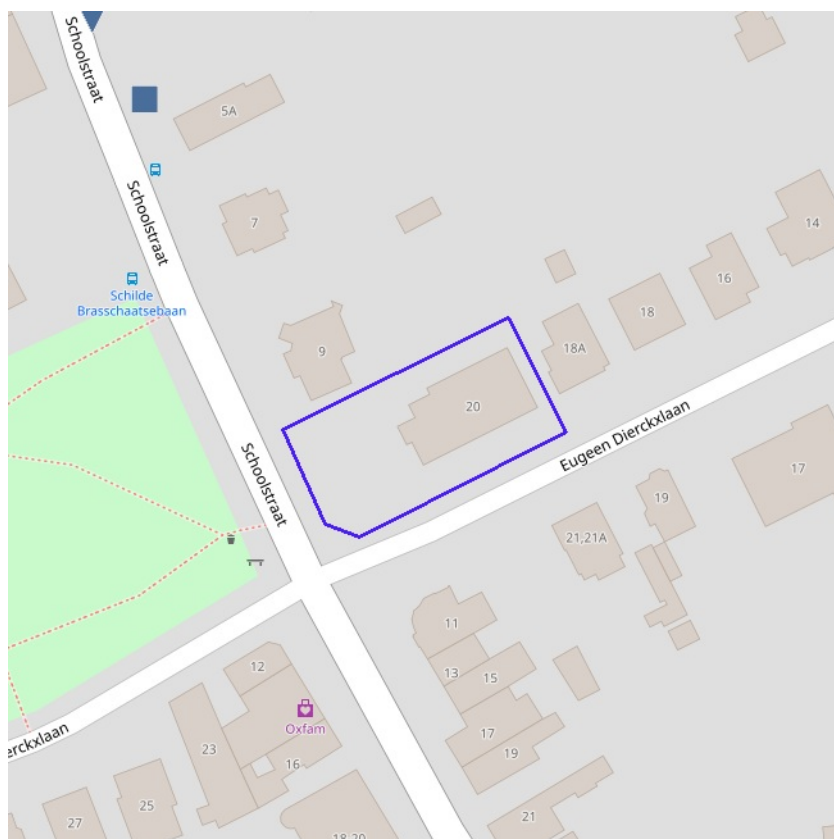 Schoolstraat
5A
Schoolstraat
7
14
16
Schilde
Brasschaatsebaan
18
9
18A
20
Eugeen Dierckxlaan
Schoolstraat
17
19
21,21A
11
12
13
15
Oxfam
erckxlaan
23
17
16
19
25
27
21
18-20